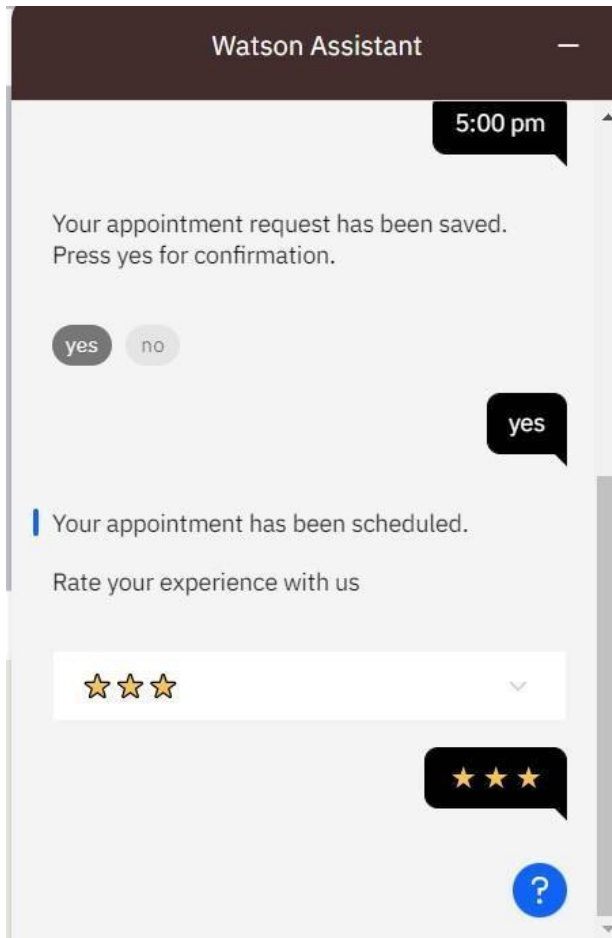 Watson Assistant
5:00 pm
Your appointment request has been saved.
Press yes for confirmation.
yes no
yes
Your appointment has been scheduled.
Rate your experience with us
?